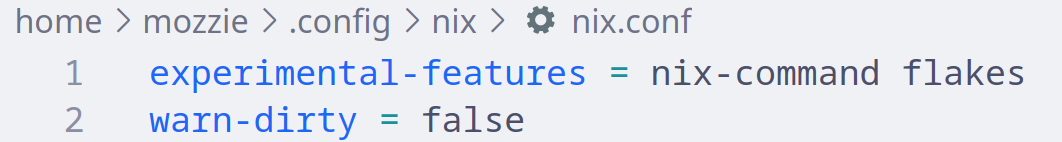 home > mozzie > .config > nix > nix.conf
1 experimental-features = nix-command flakes
2 warn-dirty = false